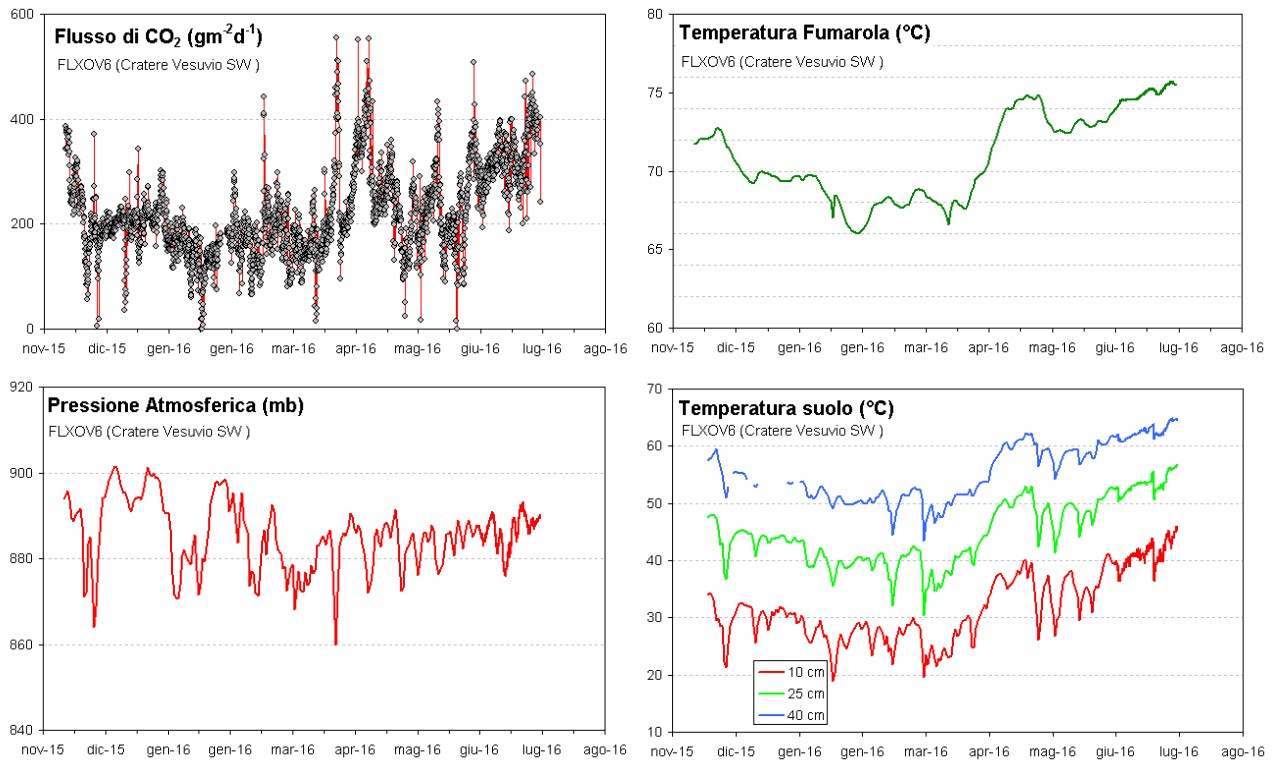 Flusso di CO₂ (gm⁻²d⁻¹)
FLXOV6 (Cratere Vesuvio SW )
600
400
200
0
nov-15 dic-15 gen-16 gen-16 mar-16 apr-16 mag-16 giu-16 lug-16 ago-16
Temperatura Fumarola (°C)
FLXOV6 (Cratere Vesuvio SW )
80
75
70
65
60
nov-15 dic-15 gen-16 gen-16 mar-16 apr-16 mag-16 giu-16 lug-16 ago-16
Pressione Atmosferica (mb)
FLXOV6 (Cratere Vesuvio SW )
920
900
880
860
840
nov-15 dic-15 gen-16 gen-16 mar-16 apr-16 mag-16 giu-16 lug-16 ago-16
Temperatura suolo (°C)
FLXOV6 (Cratere Vesuvio SW )
70
60
50
40
30
20
10
10 cm
25 cm
40 cm
nov-15 dic-15 gen-16 gen-16 mar-16 apr-16 mag-16 giu-16 lug-16 ago-16